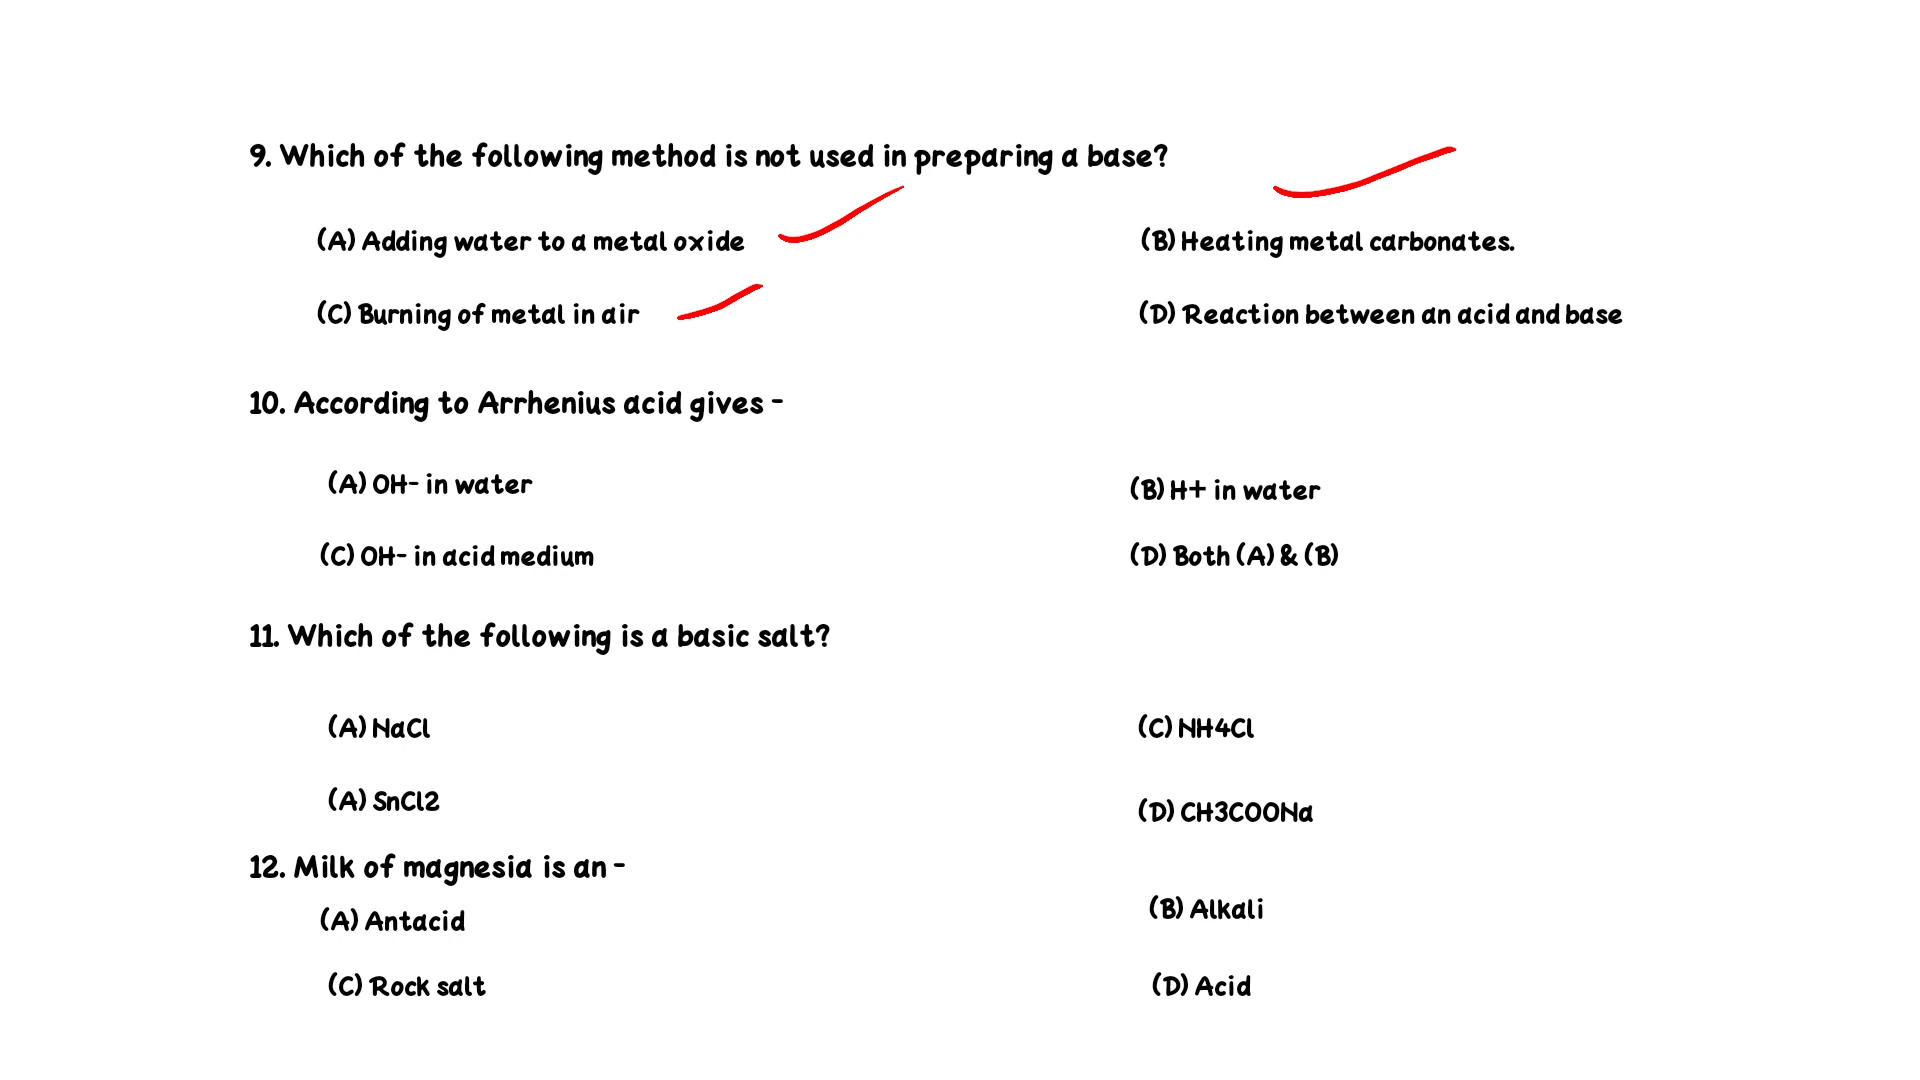 9. Which of the following method is not used in preparing a base?
(A) Adding water to a metal oxide
(B) Heating metal carbonates.
(C) Burning of metal in air
(D) Reaction between an acid and base
10. According to Arrhenius acid gives -
(A) OH- in water
(B) H+ in water
(C) OH- in acid medium
(D) Both (A) & (B)
11. Which of the following is a basic salt?
(A) NaCl
(C) NH4Cl
(A) SnCl2
(D) CH3COONa
12. Milk of magnesia is an -
(A) Antacid
(B) Alkali
(C) Rock salt
(D) Acid